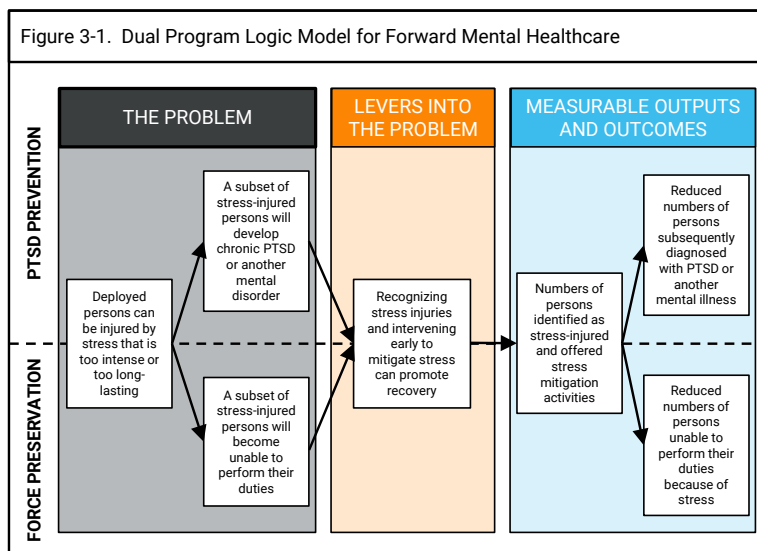 Figure 3-1.  Dual Program Logic Model for Forward Mental Healthcare
THE PROBLEM
LEVERS INTO
THE PROBLEM
MEASURABLE OUTPUTS
AND OUTCOMES
PTSD PREVENTION
FORCE PRESERVATION
Deployed
persons can
be injured by
stress that is
too intense or
too long-
lasting
A subset of
stress-injured
persons will
develop
chronic PTSD
or another
mental
disorder
A subset of
stress-injured
persons will
become
unable to
perform their
duties
Recognizing
stress injuries
and intervening
early to
mitigate stress
can promote
recovery
Numbers of
persons
identified as
stress-injured
and offered
stress
mitigation
activities
Reduced
numbers of
persons
subsequently
diagnosed
with PTSD or
another
mental illness
Reduced
numbers of
persons
unable to
perform their
duties
because of
stress